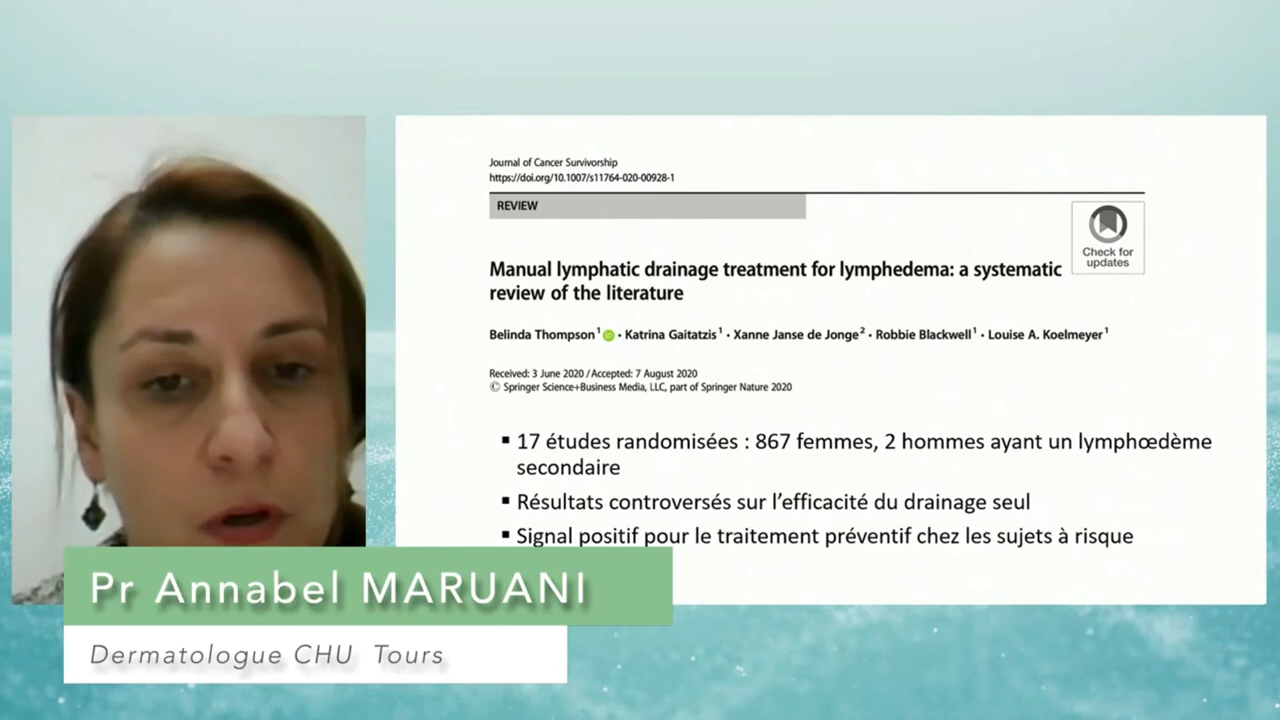 Journal of Cancer Survivorship
https://doi.org/10.1007/s11764-020-00928-1
REVIEW
Check for
updates
Manual lymphatic drainage treatment for lymphedema: a systematic
review of the literature
Belinda Thompson¹ · Katrina Gaitatzis¹ · Xanne Janse de Jonge² · Robbie Blackwell¹ · Louise A. Koelmeyer¹
Received: 3 June 2020 / Accepted: 7 August 2020
© Springer Science+Business Media, LLC, part of Springer Nature 2020
▪ 17 études randomisées : 867 femmes, 2 hommes ayant un lymphœdème
secondaire
▪ Résultats controversés sur l’efficacité du drainage seul
▪ Signal positif pour le traitement préventif chez les sujets à risque
Pr Annabel MARUANI
Dermatologue CHU Tours